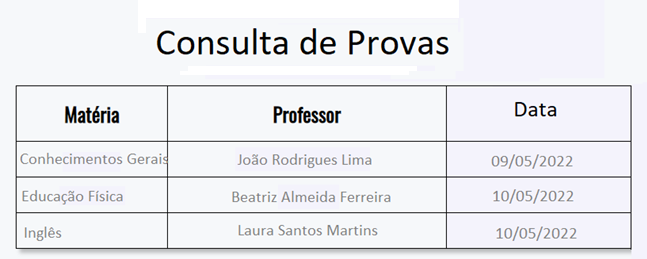 Consulta de Provas
Matéria Professor Data
Conhecimentos Gerais João Rodrigues Lima 09/05/2022
Educação Física Beatriz Almeida Ferreira 10/05/2022
Inglês Laura Santos Martins 10/05/2022